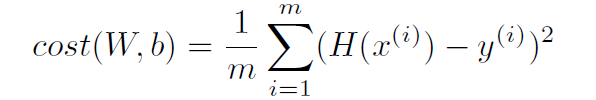 cost(W, b) = \frac{1}{m} \sum_{i=1}^{m} (H(x^{(i)}) - y^{(i)})^2